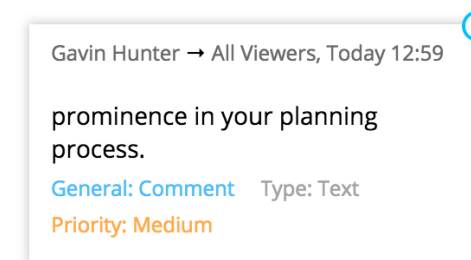 Gavin Hunter ➞ All Viewers, Today 12:59
prominence in your planning
process.
General: Comment Type: Text
Priority: Medium